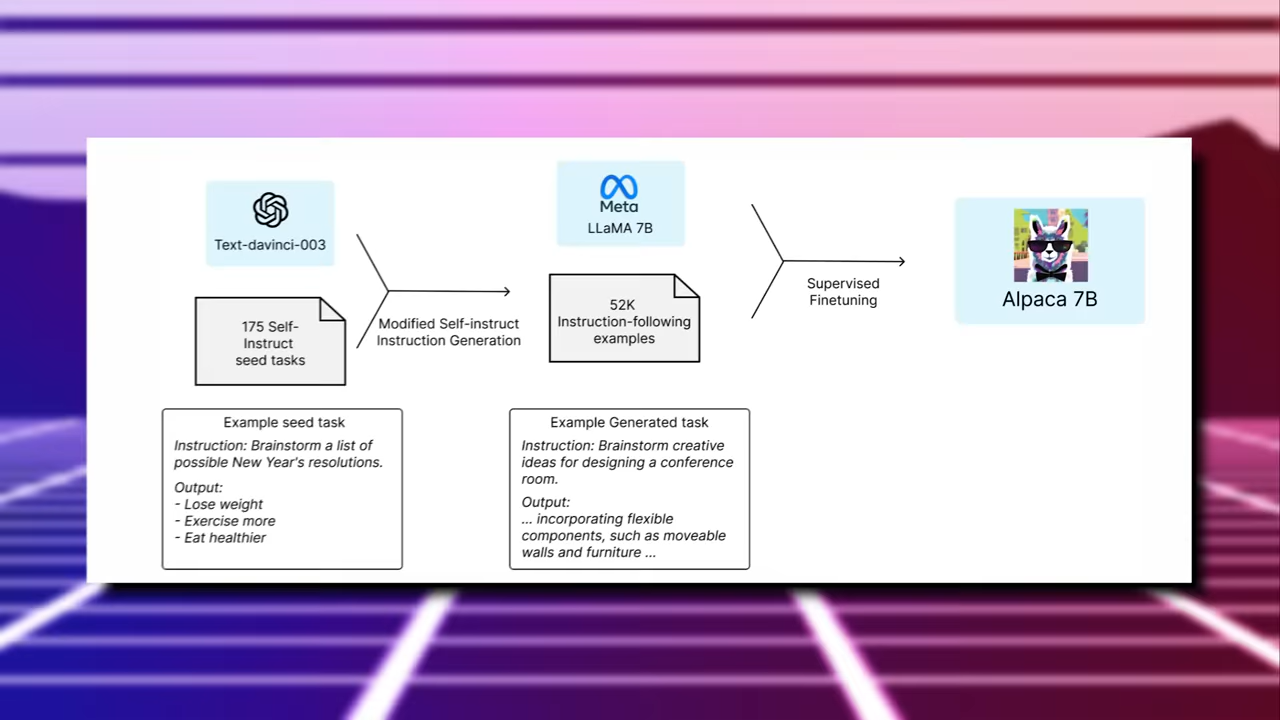 Text-davinci-003
175 Self-
Instruct
seed tasks
Modified Self-instruct
Instruction Generation
Meta
LLaMA 7B
52K
Instruction-following
examples
Supervised
Finetuning
Alpaca 7B
Example seed task
Instruction: Brainstorm a list of
possible New Year's resolutions.
Output:
- Lose weight
- Exercise more
- Eat healthier
Example Generated task
Instruction: Brainstorm creative
ideas for designing a conference
room.
Output:
... incorporating flexible
components, such as moveable
walls and furniture ...